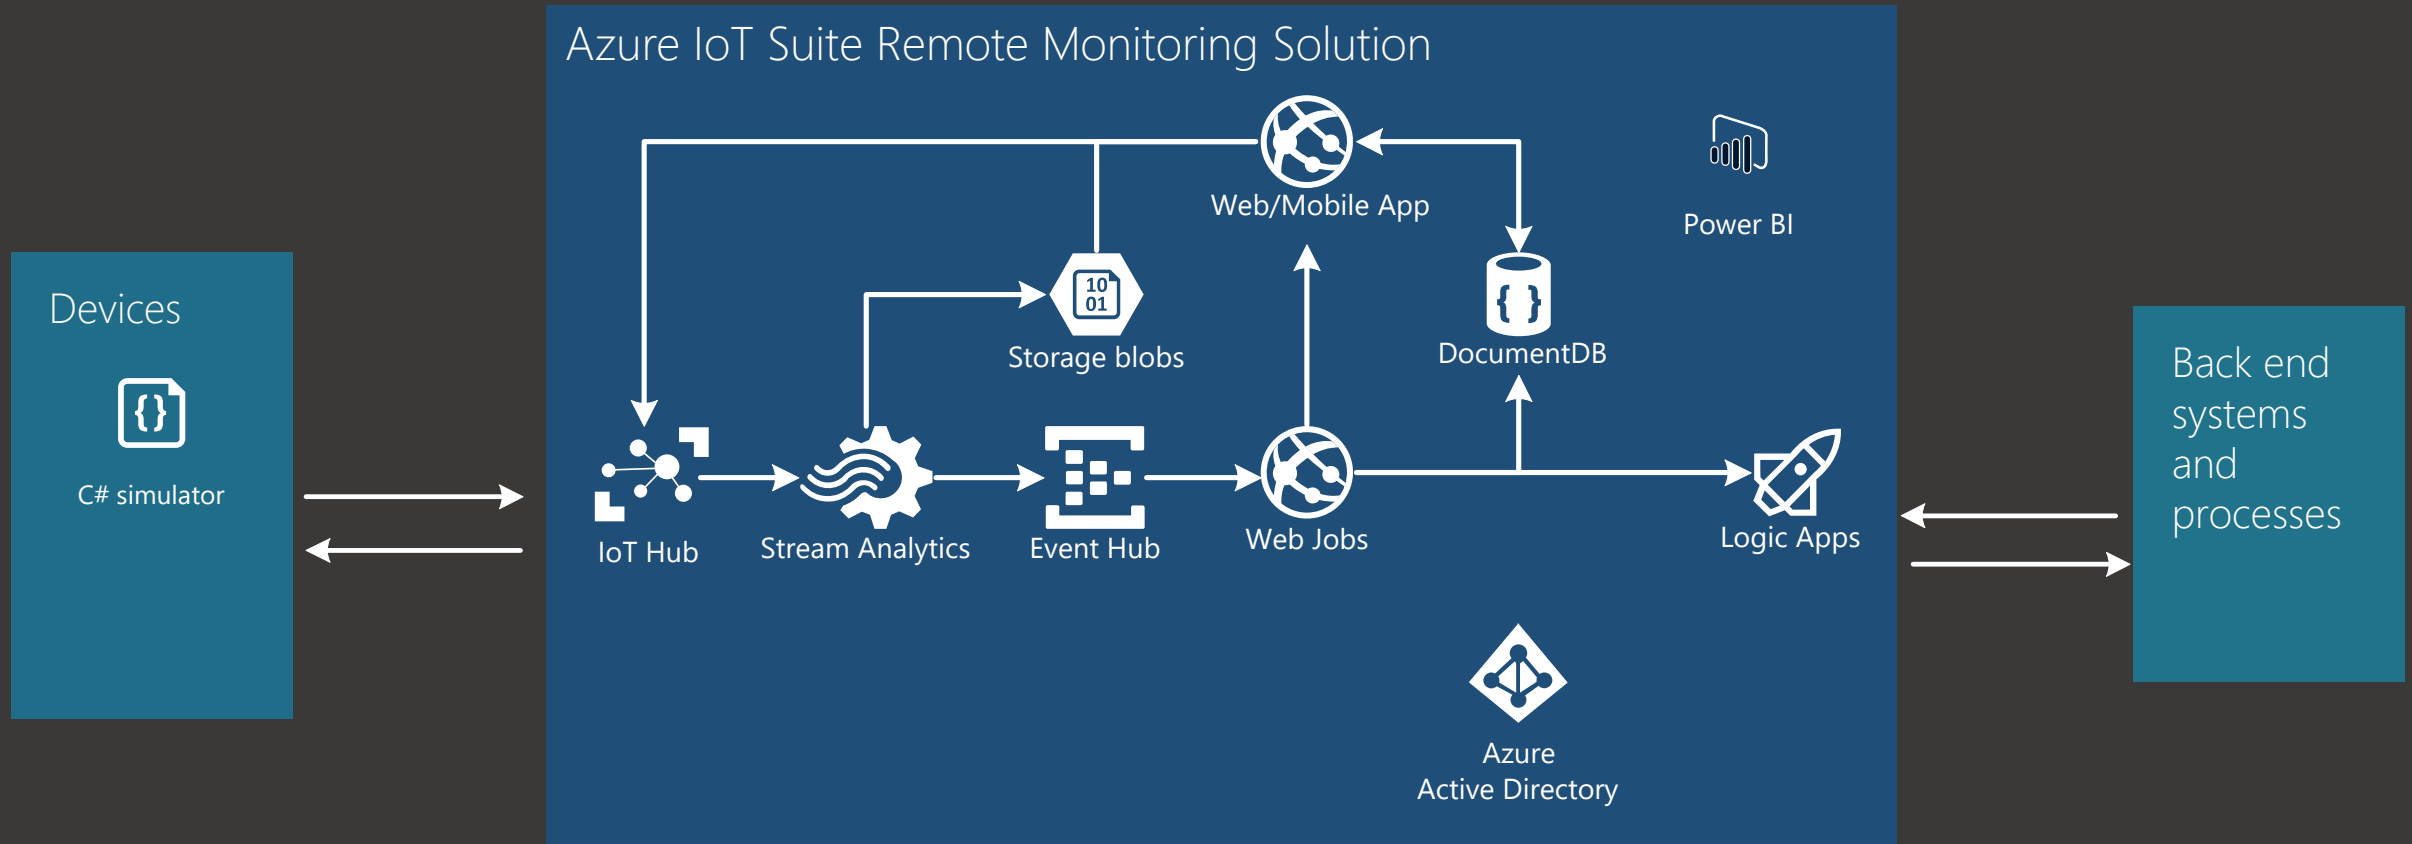 Azure IoT Suite Remote Monitoring Solution
Web/Mobile App
Power BI
Devices
10
01
Storage blobs
{ }
DocumentDB
{}
C# simulator
IoT Hub
Stream Analytics
Event Hub
Web Jobs
Logic Apps
Back end
systems
and
processes
Azure
Active Directory